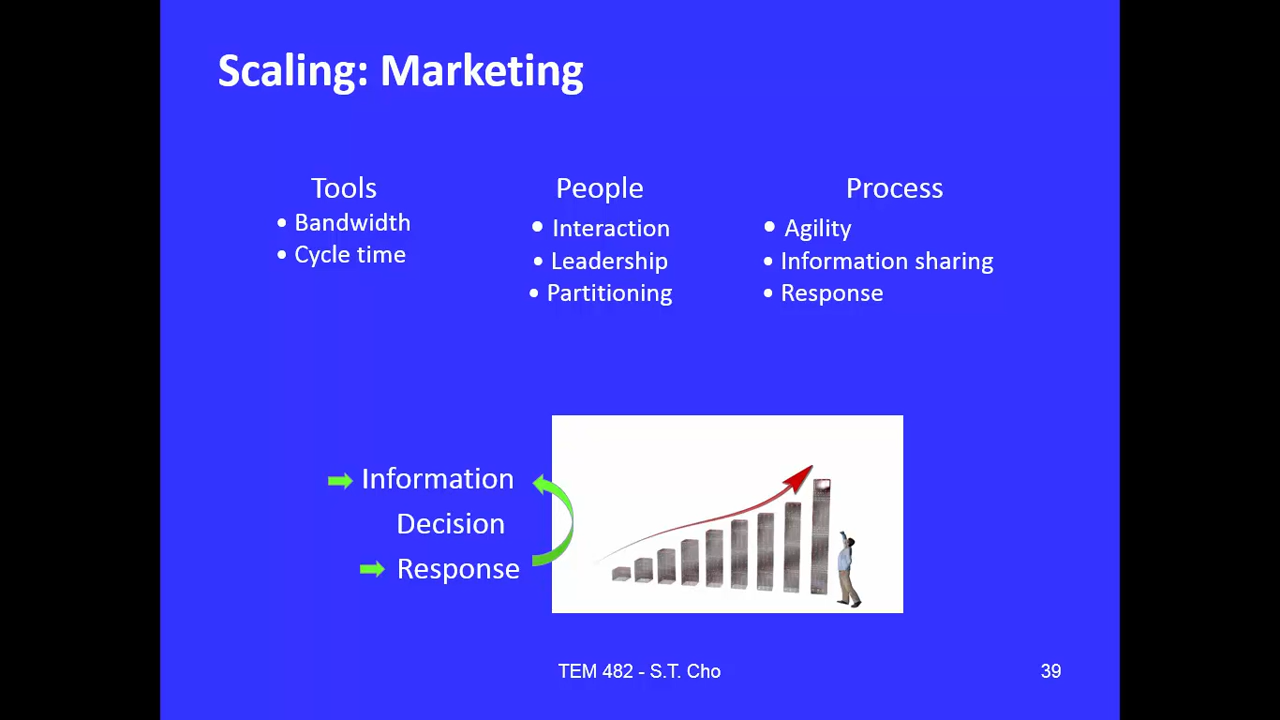 Scaling: Marketing
Tools
• Bandwidth
• Cycle time
People
• Interaction
• Leadership
• Partitioning
Process
• Agility
• Information sharing
• Response
Information
Decision
Response
TEM 482 - S.T. Cho
39